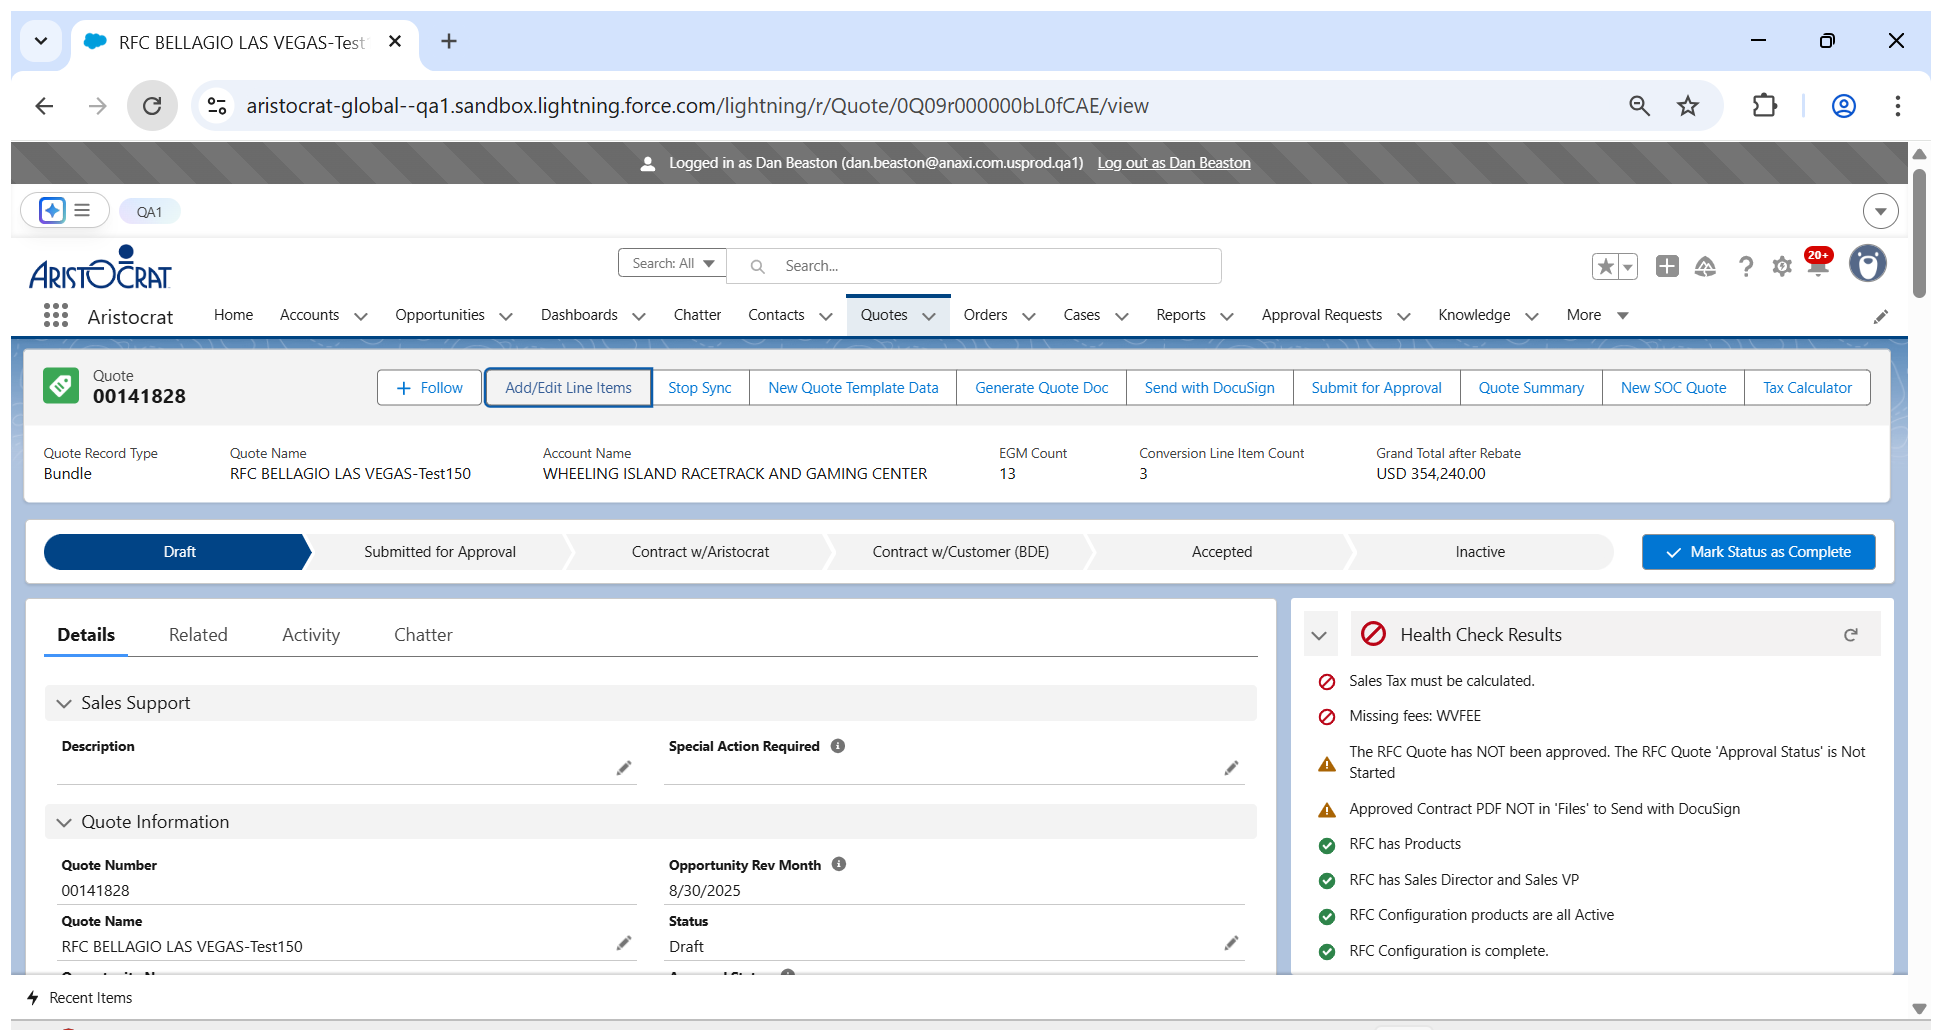 RFC BELLAGIO LAS VEGAS-Test
aristocrat-global--qa1.sandbox.lightning.force.com/lightning/r/Quote/0Q09r000000bL0fCAE/view
Logged in as Dan Beaston (dan.beaston@anaxi.com.usprod.qa1) Log out as Dan Beaston
QA1
ARISTOCRAT
Search: All Search...
20+
Aristocrat Home Accounts Opportunities Dashboards Chatter Contacts Quotes Orders Cases Reports Approval Requests Knowledge More
Quote
00141828
Follow Add/Edit Line Items Stop Sync New Quote Template Data Generate Quote Doc Send with DocuSign Submit for Approval Quote Summary New SOC Quote Tax Calculator
Quote Record Type Quote Name Account Name EGM Count Conversion Line Item Count Grand Total after Rebate
Bundle RFC BELLAGIO LAS VEGAS-Test150 WHEELING ISLAND RACETRACK AND GAMING CENTER 13 3 USD 354,240.00
Draft Submitted for Approval Contract w/Aristocrat Contract w/Customer (BDE) Accepted Inactive Mark Status as Complete
Details Related Activity Chatter
Sales Support
Description Special Action Required
Quote Information
Quote Number Opportunity Rev Month
00141828 8/30/2025
Quote Name Status
RFC BELLAGIO LAS VEGAS-Test150 Draft
Health Check Results
Sales Tax must be calculated.
Missing fees: WVFEE
The RFC Quote has NOT been approved. The RFC Quote 'Approval Status' is Not
Started
Approved Contract PDF NOT in 'Files' to Send with DocuSign
RFC has Products
RFC has Sales Director and Sales VP
RFC Configuration products are all Active
RFC Configuration is complete.
Recent Items